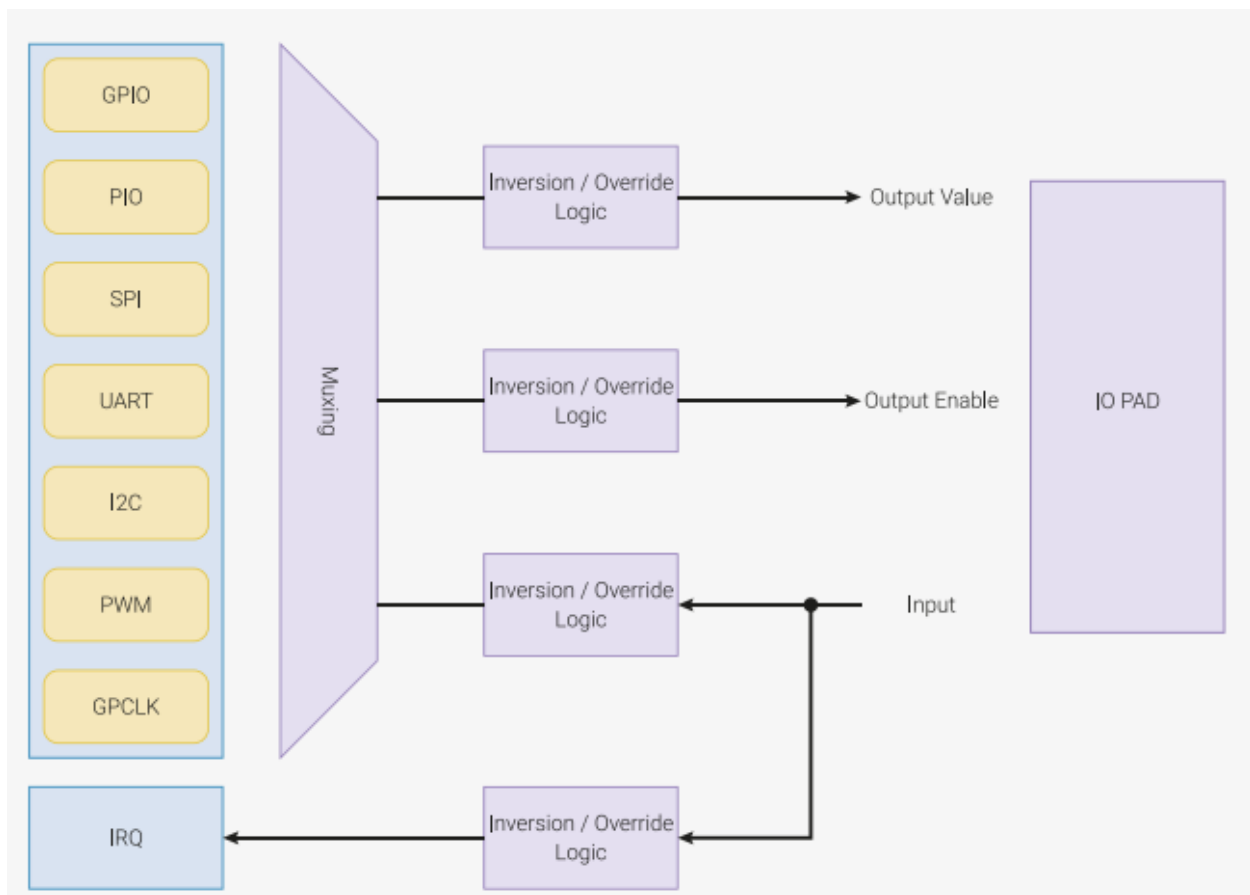 GPIO
PIO
SPI
UART
I2C
PWM
GPCLK
IRQ
Muxing
Inversion / Override
Logic
Output Value
Inversion / Override
Logic
Output Enable
Inversion / Override
Logic
Input
Inversion / Override
Logic
IO PAD